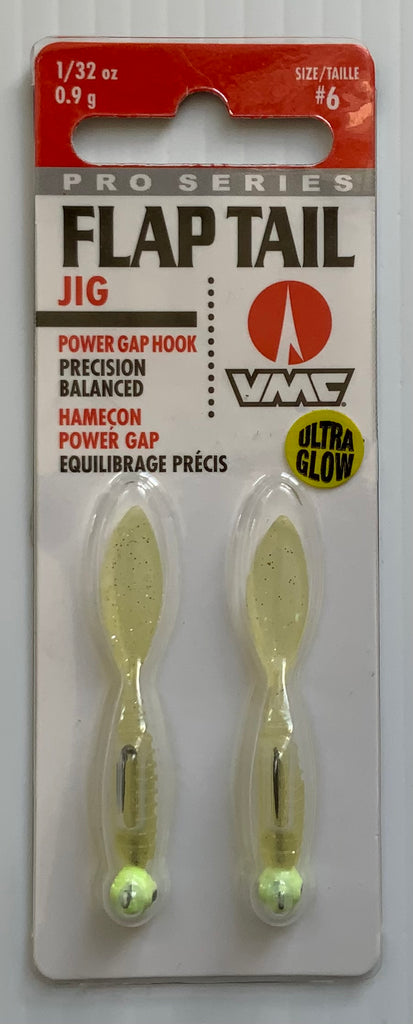 1/32 oz
0.9 g
SIZE/TAILLE
#6
PRO SERIES
FLAP TAIL
JIG
POWER GAP HOOK
PRECISION
BALANCED
HAMEÇON
POWER GAP
EQUILIBRAGE PRÉCIS
VMC
ULTRA
GLOW